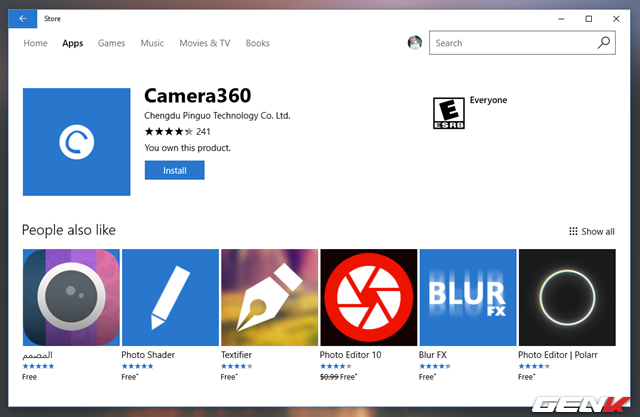 Store
Home Apps Games Music Movies & TV Books Search
Camera360
Chengdu Pinguo Technology Co. Ltd.
241
You own this product.
Install
E
ESRB
Everyone
People also like
Show all
BLUR
FX
المصمم Photo Shader Textifier Photo Editor 10 Blur FX Photo Editor | Polarr
Free Free* Free* $0.99 Free* Free* Free*
GENK